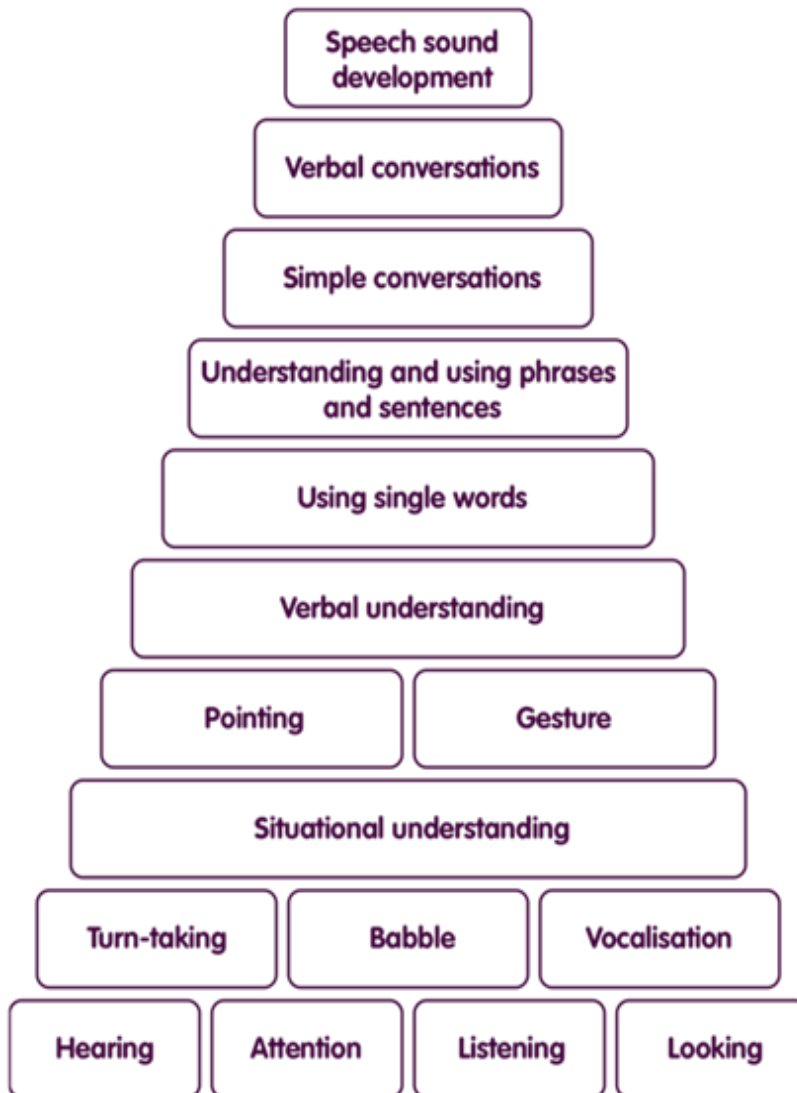 Speech sound
development
Verbal conversations
Simple conversations
Understanding and using phrases
and sentences
Using single words
Verbal understanding
Pointing Gesture
Situational understanding
Turn-taking Babble Vocalisation
Hearing Attention Listening Looking